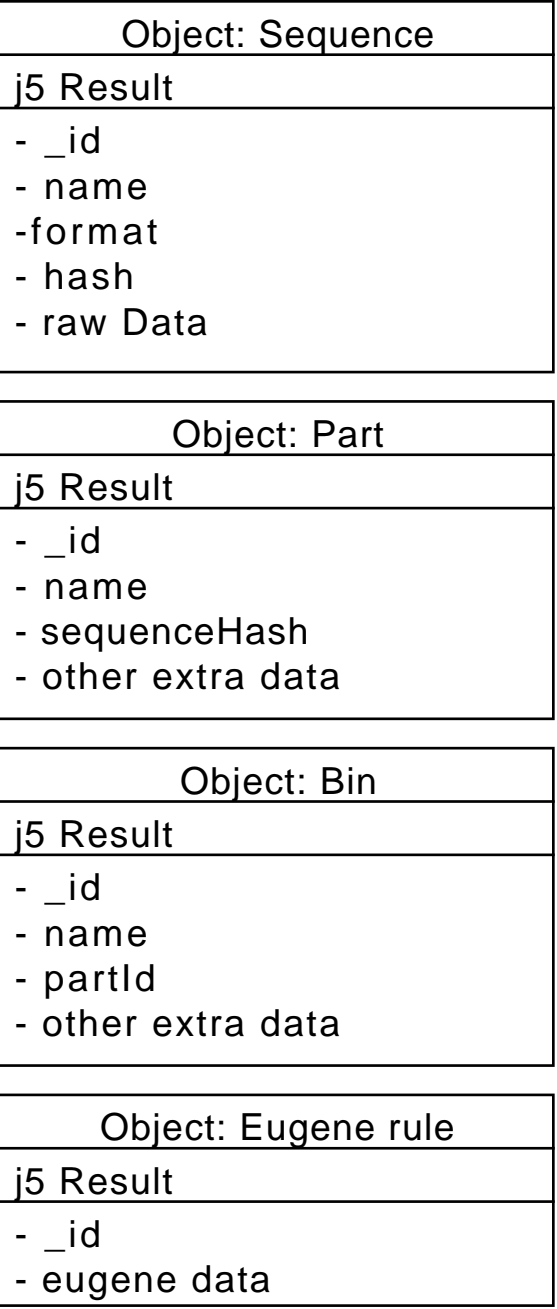 Object: Sequence
j5 Result
- _id
- name
-format
- hash
- raw Data
Object: Part
j5 Result
- _id
- name
- sequenceHash
- other extra data
Object: Bin
j5 Result
- _id
- name
- partId
- other extra data
Object: Eugene rule
j5 Result
- _id
- eugene data